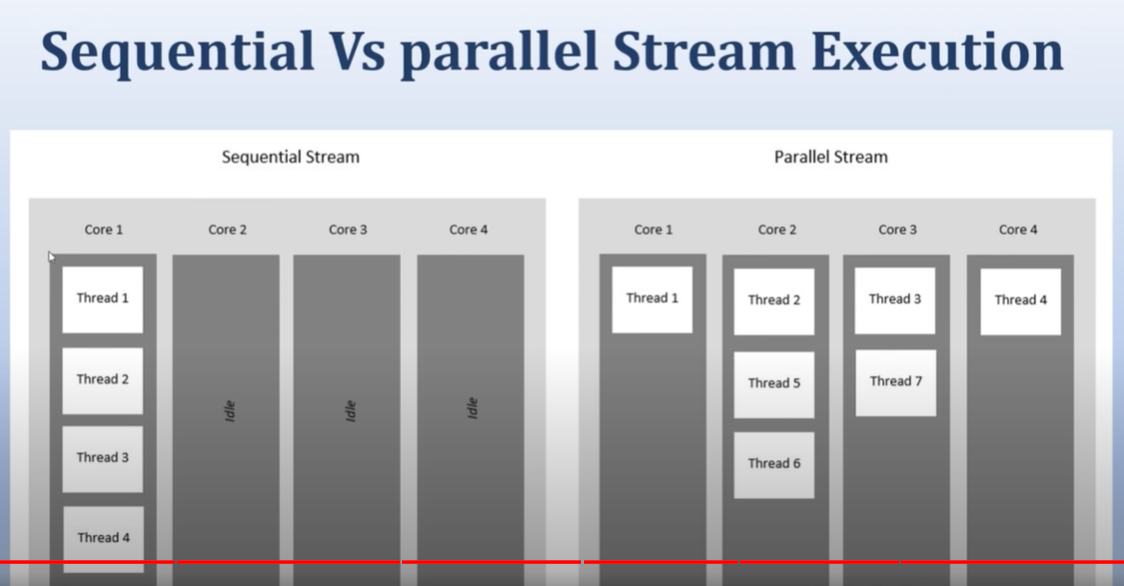 Sequential Vs parallel Stream Execution
Sequential Stream
Core 1 Core 2 Core 3 Core 4
Thread 1
Thread 2
Idle Idle Idle
Thread 3
Thread 4
Parallel Stream
Core 1 Core 2 Core 3 Core 4
Thread 1 Thread 2 Thread 3 Thread 4
Thread 5 Thread 7
Thread 6